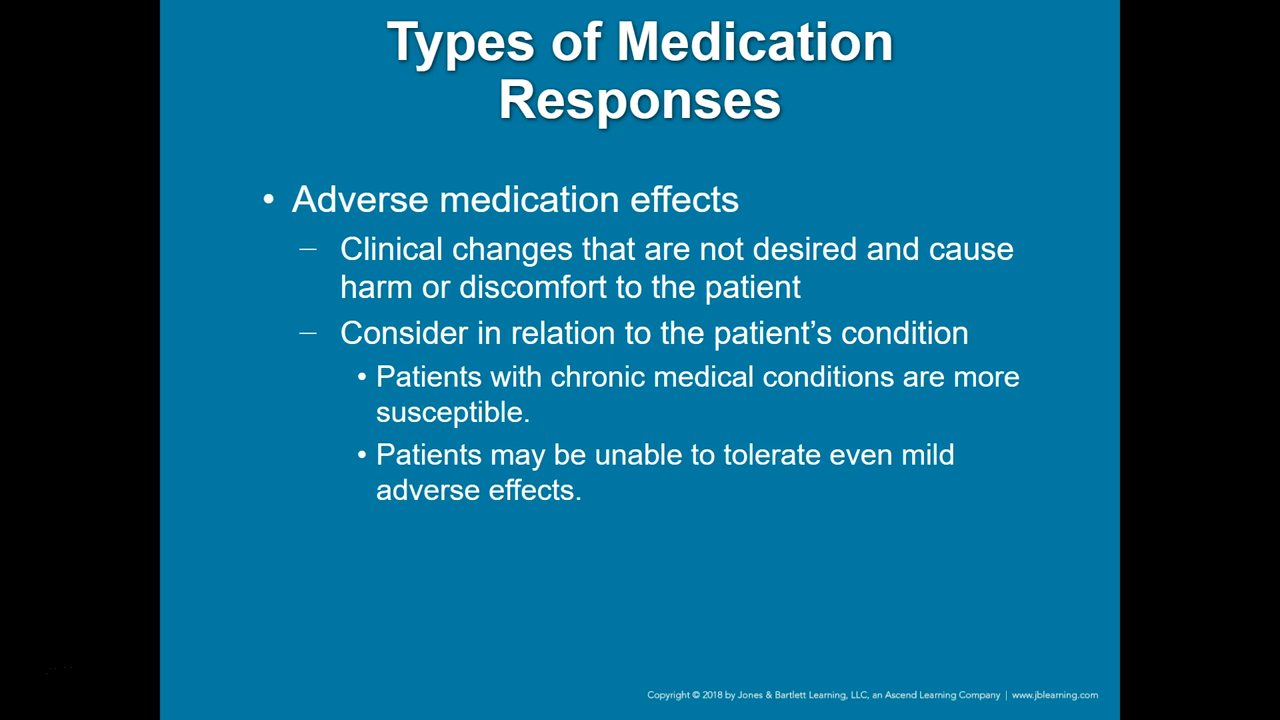 Types of Medication
Responses
• Adverse medication effects
– Clinical changes that are not desired and cause
harm or discomfort to the patient
– Consider in relation to the patient’s condition
• Patients with chronic medical conditions are more
susceptible.
• Patients may be unable to tolerate even mild
adverse effects.
Copyright © 2018 by Jones & Bartlett Learning, LLC, an Ascend Learning Company | www.jblearning.com